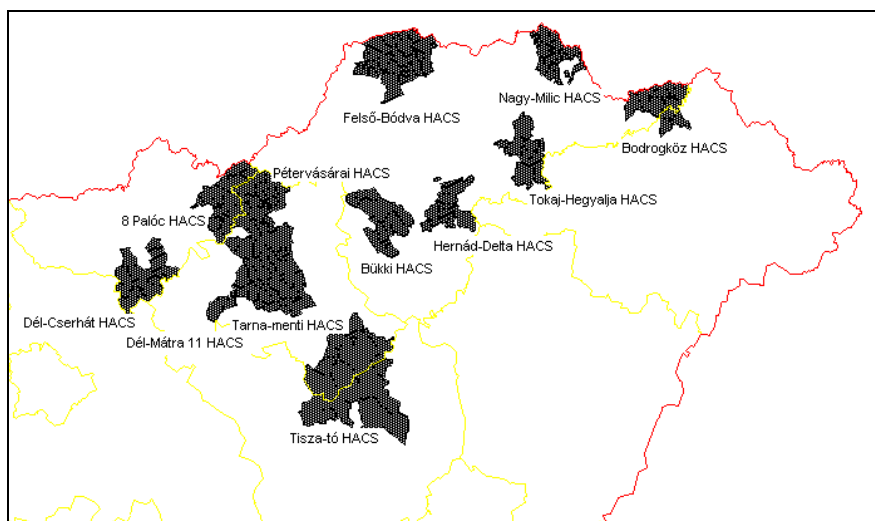 Nagy-Milic HACS
Felső-Bódva HACS
Bodrogköz HACS
Pétervásárai HACS
Tokaj-Hegyalja HACS
8 Palóc HACS
Hernád-Delta HACS
Bükki HACS
Dél-Cserhát HACS
Tarna-menti HACS
Dél-Mátra 11 HACS
Tisza-tó HACS